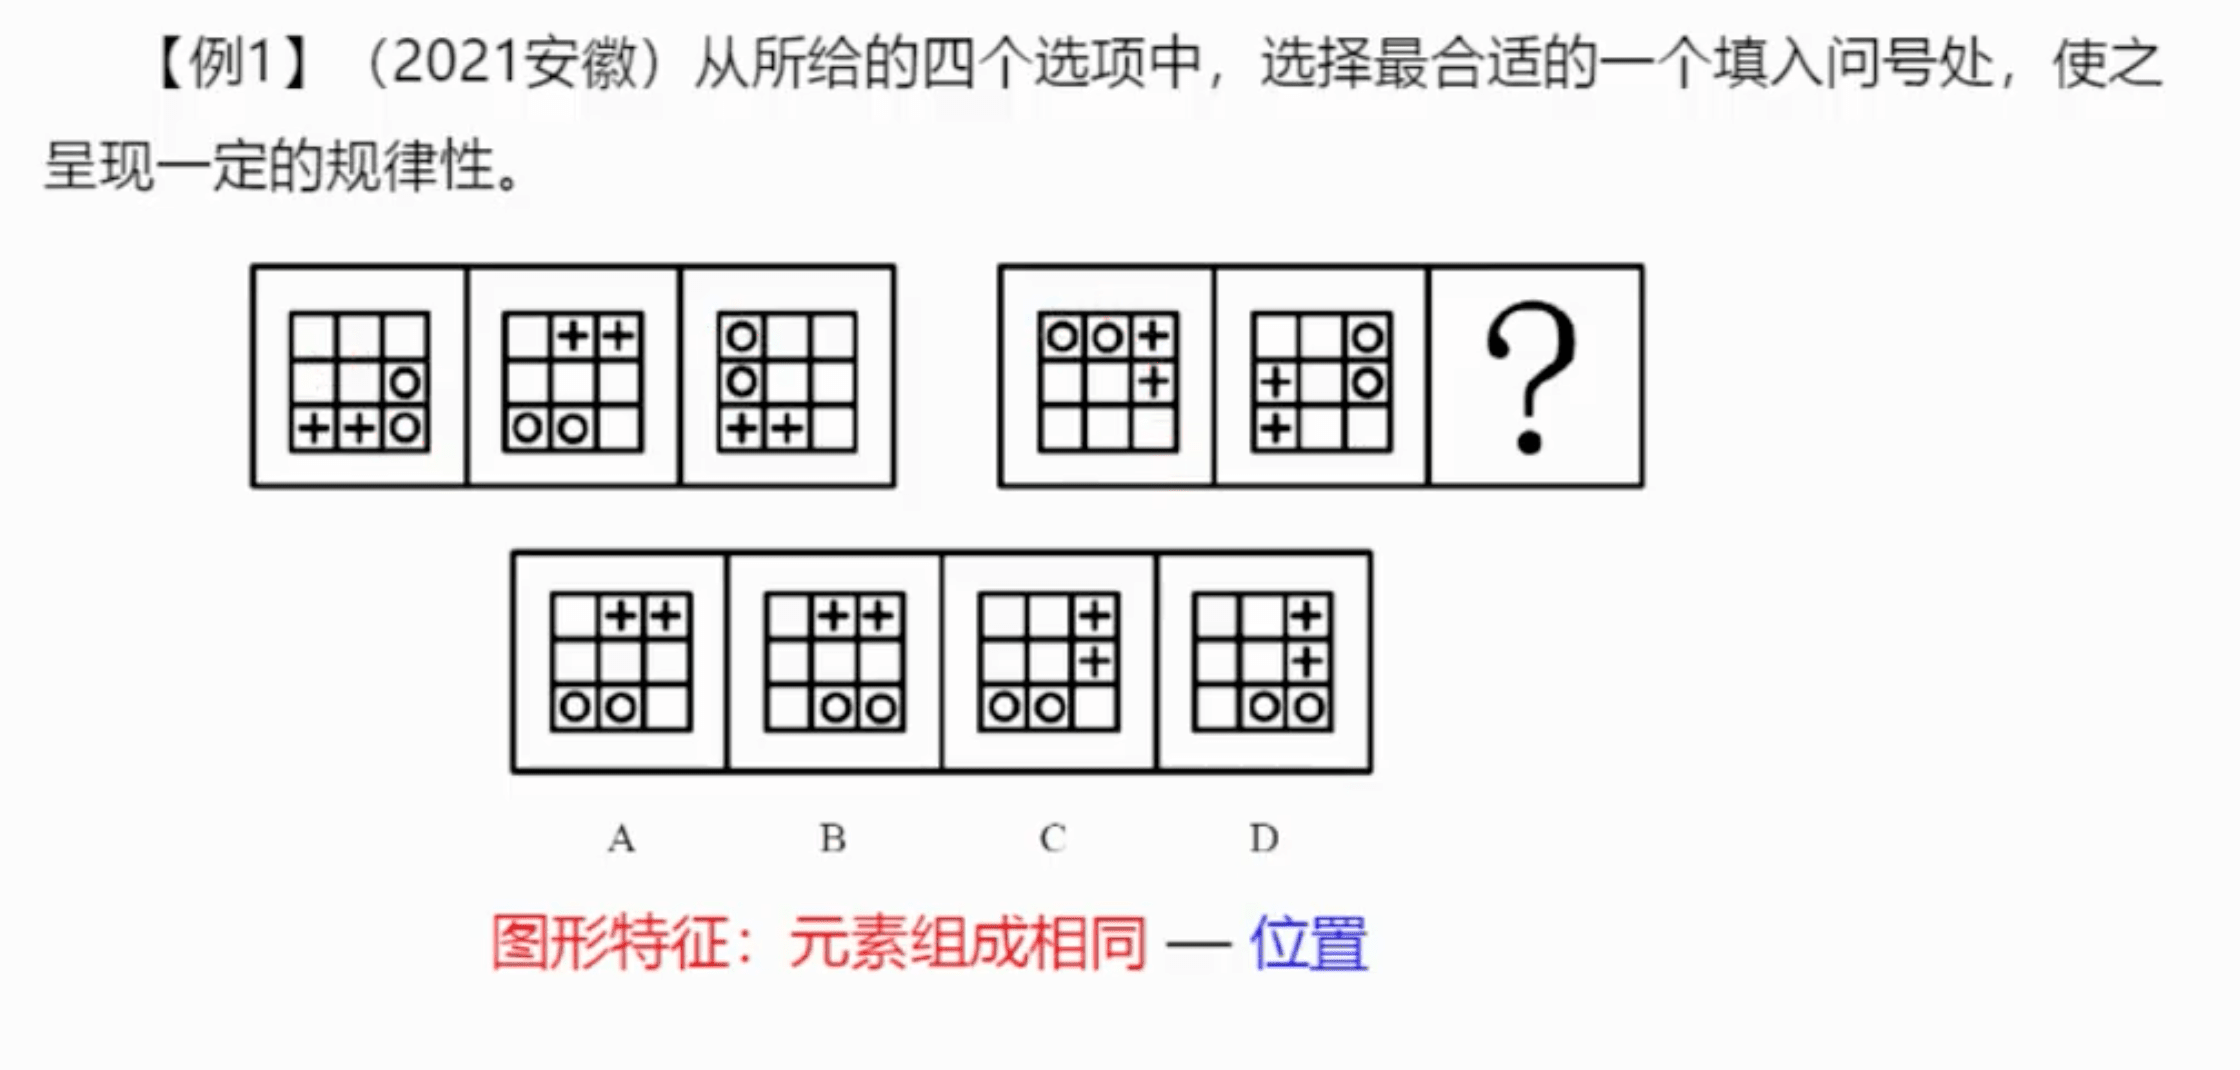 【例1】（2021安徽）从所给的四个选项中，选择最合适的一个填入问号处，使之
呈现一定的规律性。
?
A B C D
图形特征：元素组成相同 — 位置